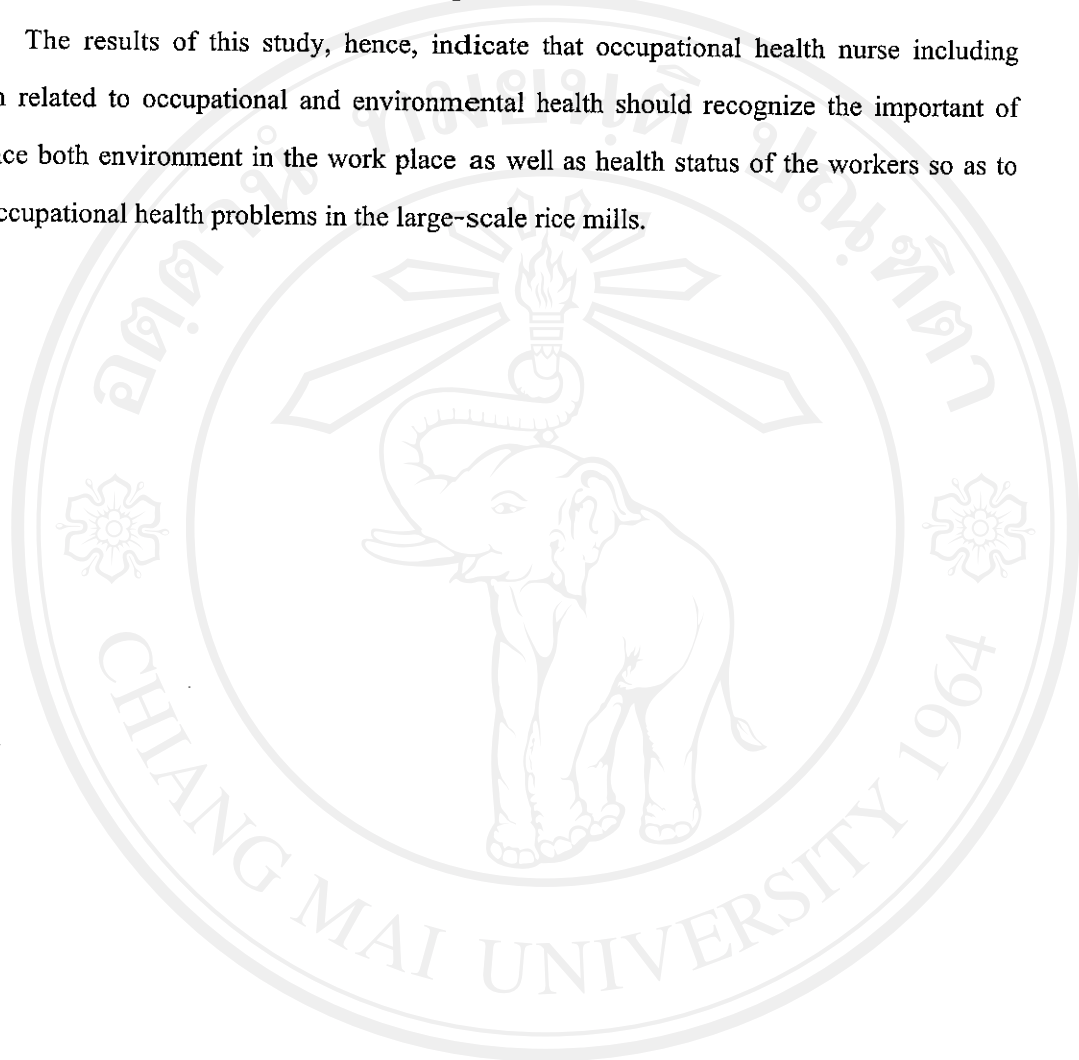 The results of this study, hence, indicate that occupational health nurse including
related to occupational and environmental health should recognize the important of
both environment in the work place as well as health status of the workers so as to
occupational health problems in the large-scale rice mills.
CHIANG MAI UNIVERSITY 1964